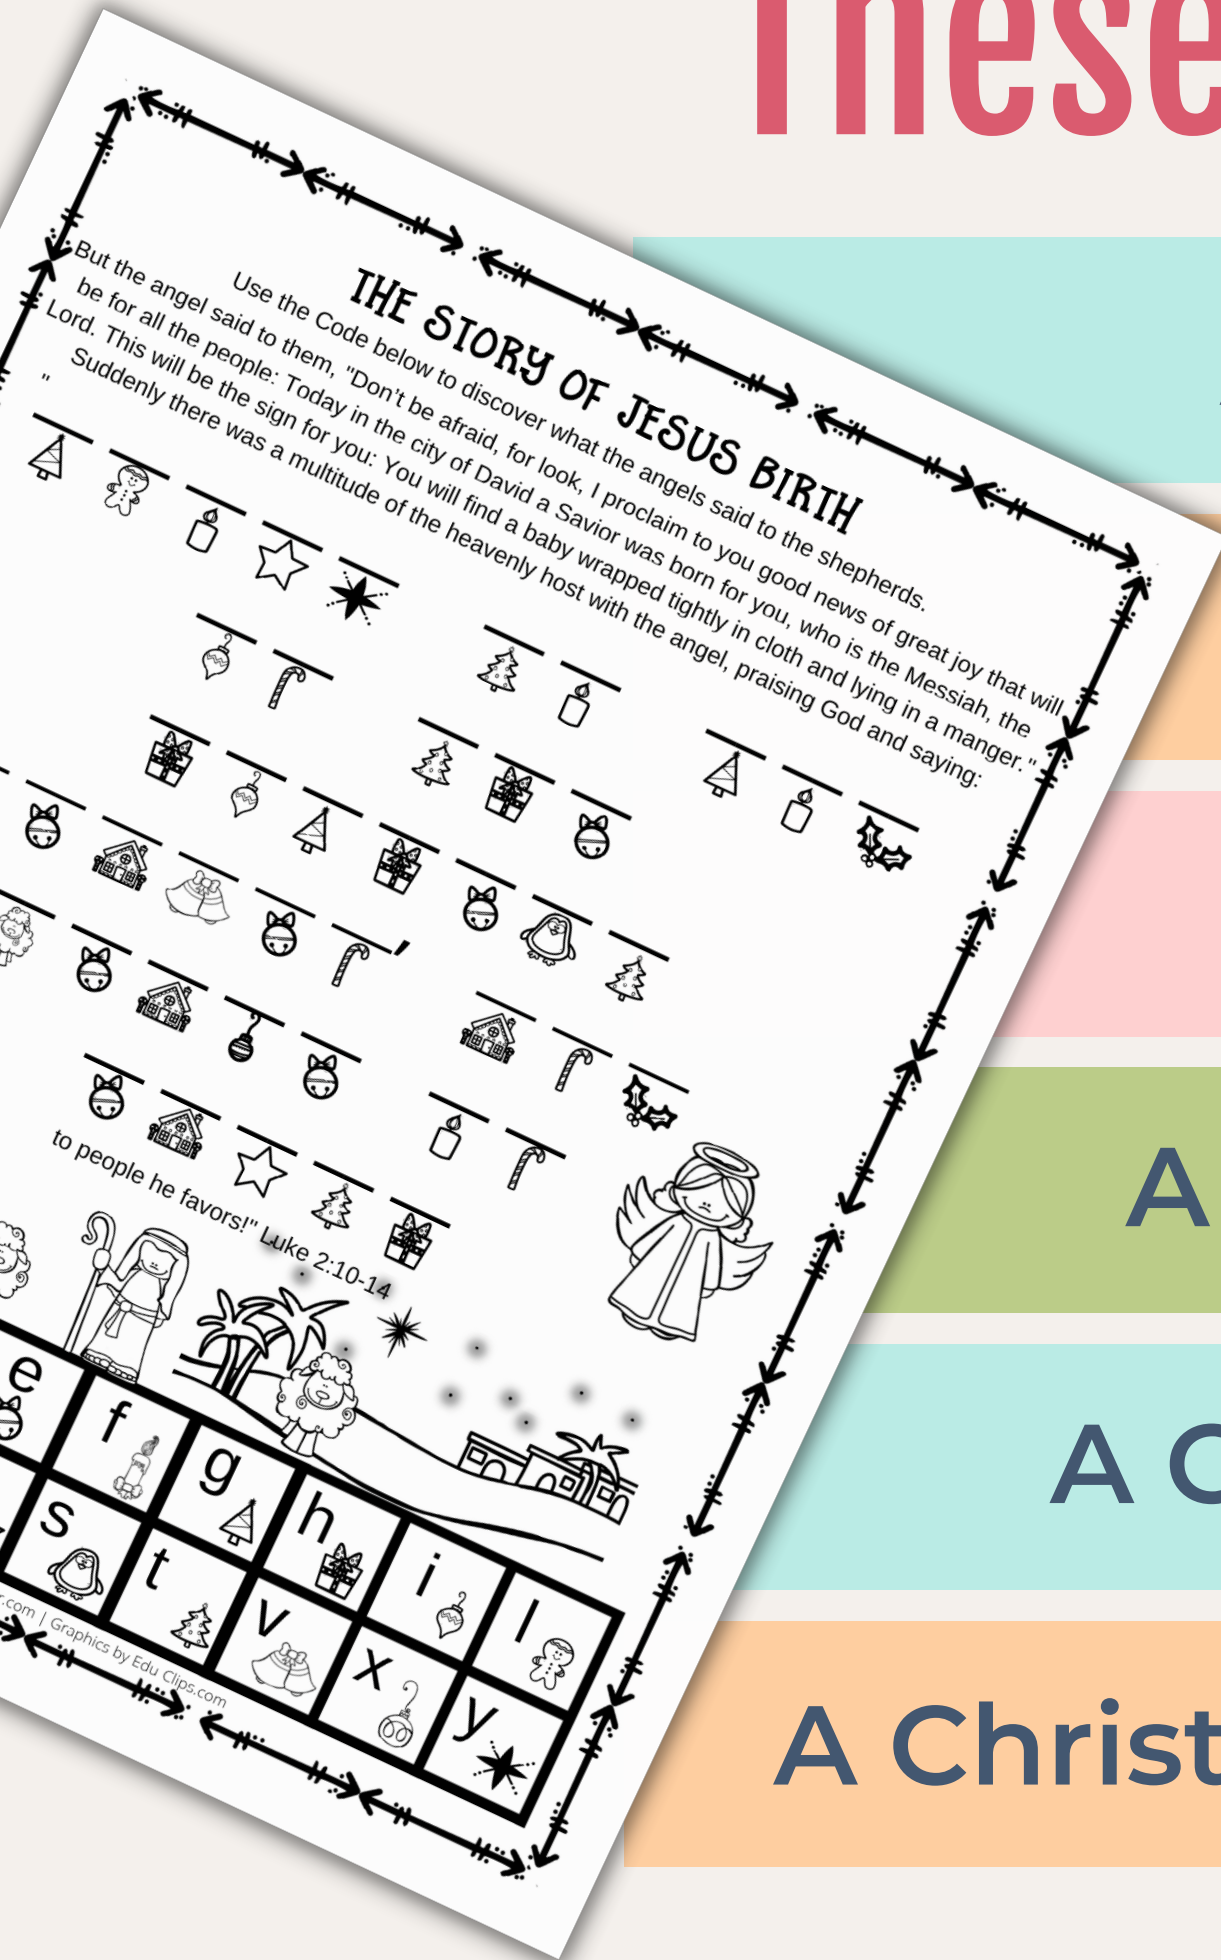 These
THE STORY OF JESUS BIRTH
Use the Code below to discover what the angels said to the shepherds.
But the angel said to them, "Don't be afraid, for look, I proclaim to you good news of great joy that will
be for all the people: Today in the city of David a Savior was born for you, who is the Messiah, the
Lord. This will be the sign for you: You will find a baby wrapped tightly in cloth and lying in a manger."
Suddenly there was a multitude of the heavenly host with the angel, praising God and saying:
"
,
to people he favors!" Luke 2:10-14
e f g h i l
s t v x y
.com | Graphics by Edu Clips.com
A
A C
A Christ